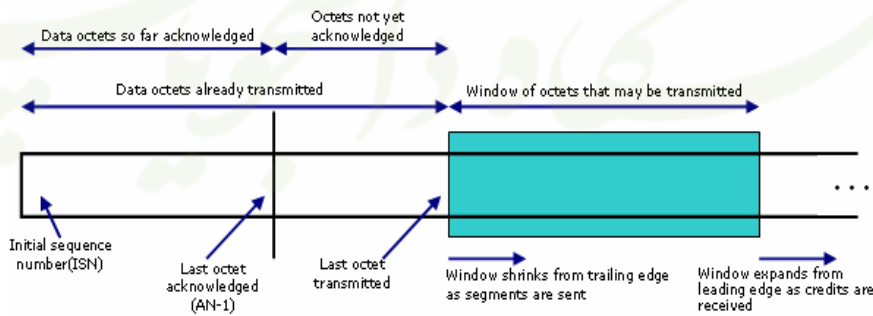 Octets not yet
acknowledged
Data octets so far acknowledged
Data octets already transmitted
Window of octets that may be transmitted
...
Initial sequence
number(ISN)
Last octet
acknowledged
(AN-1)
Last octet
transmitted
Window shrinks from trailing edge
as segments are sent
Window expands from
leading edge as credits are
received